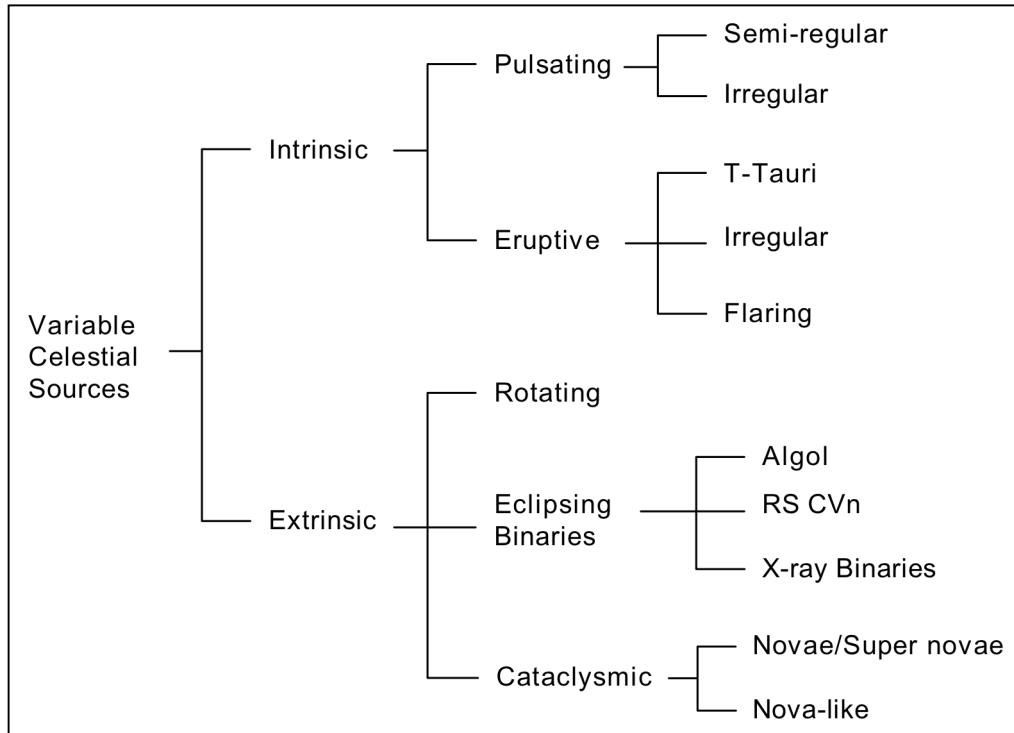 Semi-regular
Pulsating
Irregular
Intrinsic
T-Tauri
Eruptive
Irregular
Flaring
Variable
Celestial
Sources
Rotating
Algol
Eclipsing
Binaries
RS CVn
Extrinsic
X-ray Binaries
Novae/Super novae
Cataclysmic
Nova-like